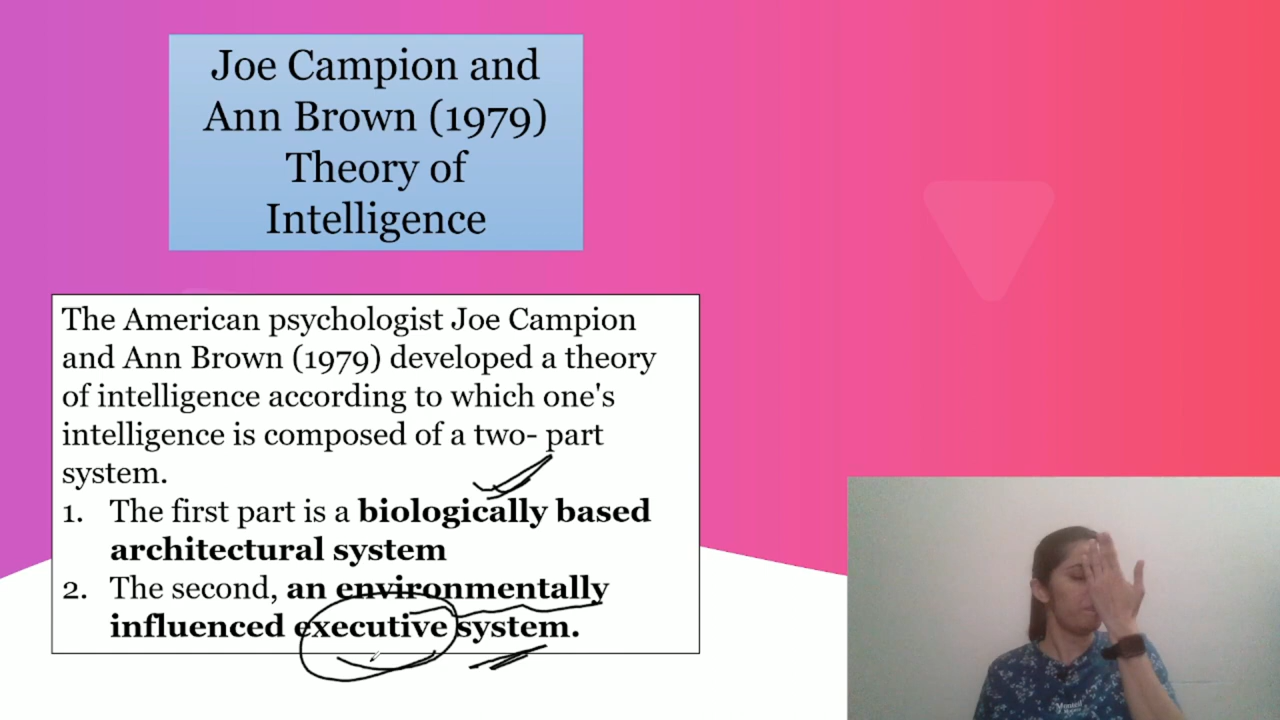 Joe Campion and
Ann Brown (1979)
Theory of
Intelligence
The American psychologist Joe Campion
and Ann Brown (1979) developed a theory
of intelligence according to which one's
intelligence is composed of a two- part
system.
1. The first part is a biologically based
architectural system
2. The second, an environmentally
influenced executive system.